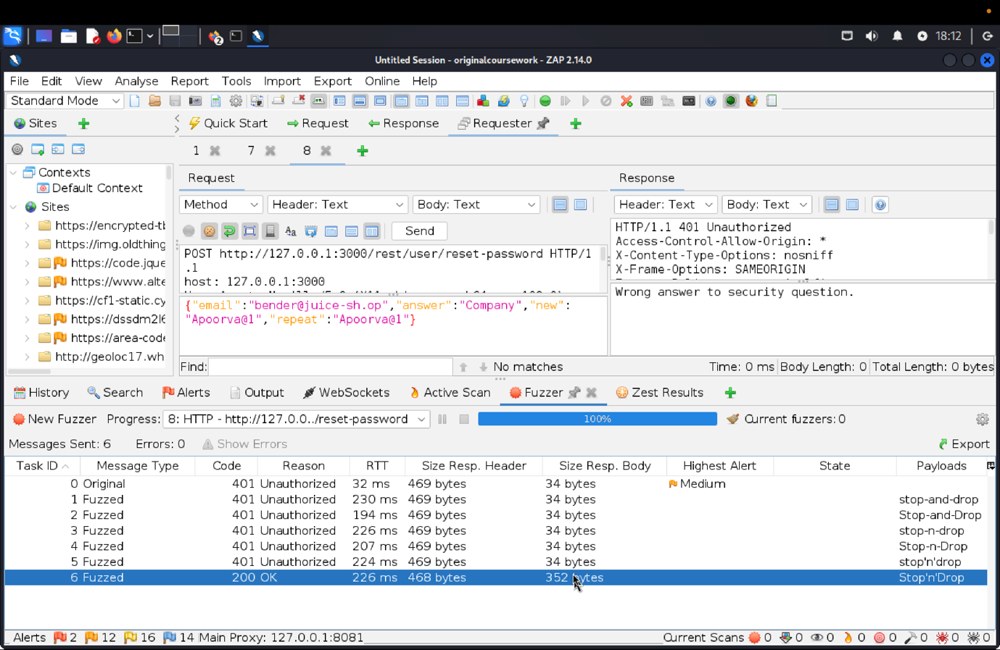 2
18:12
Untitled Session - originalcoursework - ZAP 2.14.0
File Edit View Analyse Report Tools Import Export Online Help
Standard Mode
Sites
Quick Start Request Response Requester
1 7 8
Request Response
Contexts
Default Context
Sites
https://encrypted-tb
https://img.oldthing
https://code.jque
https://www.alte
https://cf1-static.cy
https://dssdm2l6
https://area-code
http://geoloc17.wh
Method Header: Text Body: Text
Header: Text Body: Text
Send
POST http://127.0.0.1:3000/rest/user/reset-password HTTP/1
.1
host: 127.0.0.1:3000
{"email":"bender@juice-sh.op","answer":"Company","new":
"Apoorva@1","repeat":"Apoorva@1"}
HTTP/1.1 401 Unauthorized
Access-Control-Allow-Origin: *
X-Content-Type-Options: nosniff
X-Frame-Options: SAMEORIGIN
Wrong answer to security question.
Find: No matches
Time: 0 ms Body Length: 0 Total Length: 0 bytes
History Search Alerts Output WebSockets Active Scan Fuzzer Zest Results
New Fuzzer Progress: 8: HTTP - http://127.0.0../reset-password 100% Current fuzzers: 0
Messages Sent: 6 Errors: 0 Show Errors Export
Task ID Message Type Code Reason RTT Size Resp. Header Size Resp. Body Highest Alert State Payloads
0 Original 401 Unauthorized 32 ms 469 bytes 34 bytes Medium
1 Fuzzed 401 Unauthorized 230 ms 469 bytes 34 bytes stop-and-drop
2 Fuzzed 401 Unauthorized 194 ms 469 bytes 34 bytes Stop-and-Drop
3 Fuzzed 401 Unauthorized 226 ms 469 bytes 34 bytes stop-n-drop
4 Fuzzed 401 Unauthorized 207 ms 469 bytes 34 bytes Stop-n-Drop
5 Fuzzed 401 Unauthorized 224 ms 469 bytes 34 bytes stop'n'drop
6 Fuzzed 200 OK 226 ms 468 bytes 352 bytes Stop'n'Drop
Alerts 2 12 16 14 Main Proxy: 127.0.0.1:8081
Current Scans 0 0 0 0 0 0 0 0